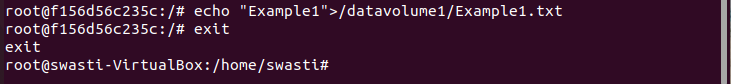 root@f156d56c235c:/# echo "Example1">/datavolume1/Example1.txt
root@f156d56c235c:/# exit
exit
root@swasti-VirtualBox:/home/swasti#